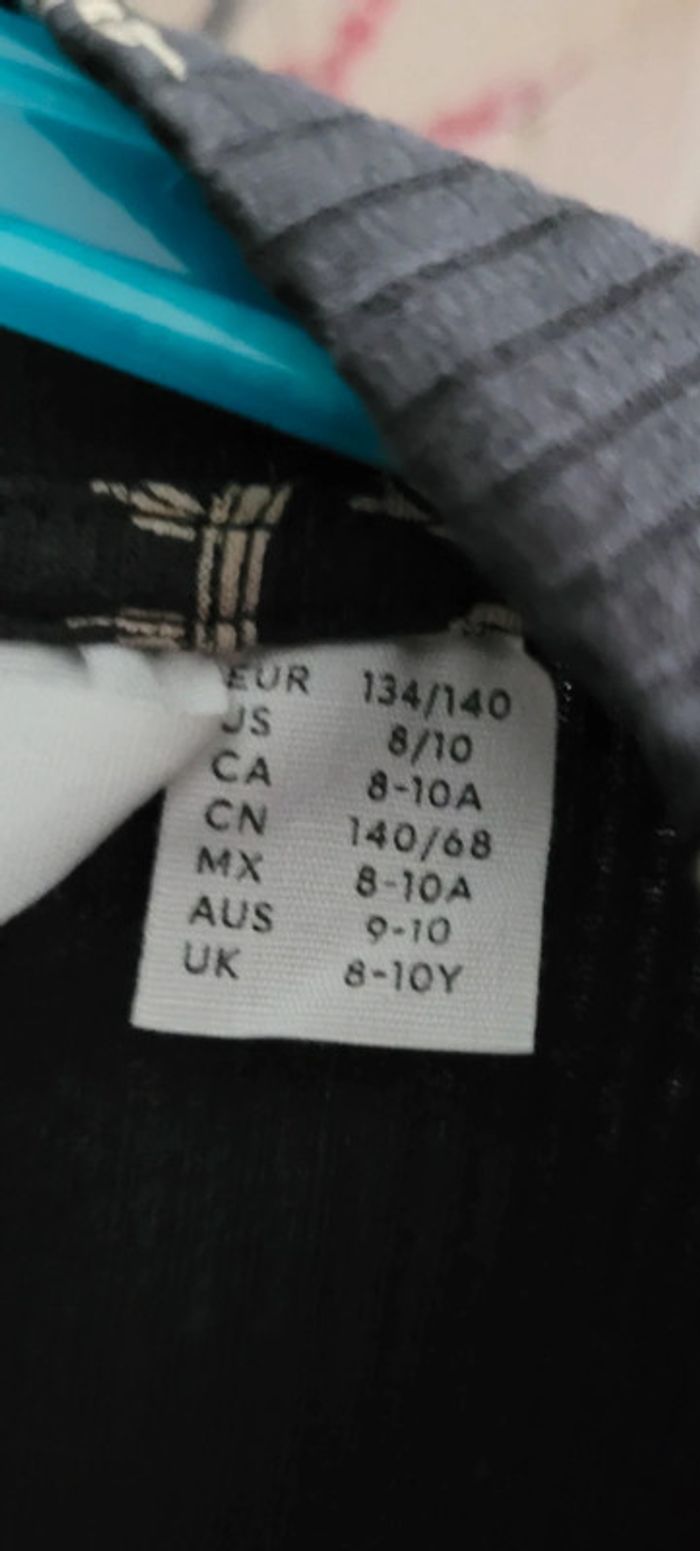 EUR 134/140
US 8/10
CA 8-10A
CN 140/68
MX 8-10A
AUS 9-10
UK 8-10Y